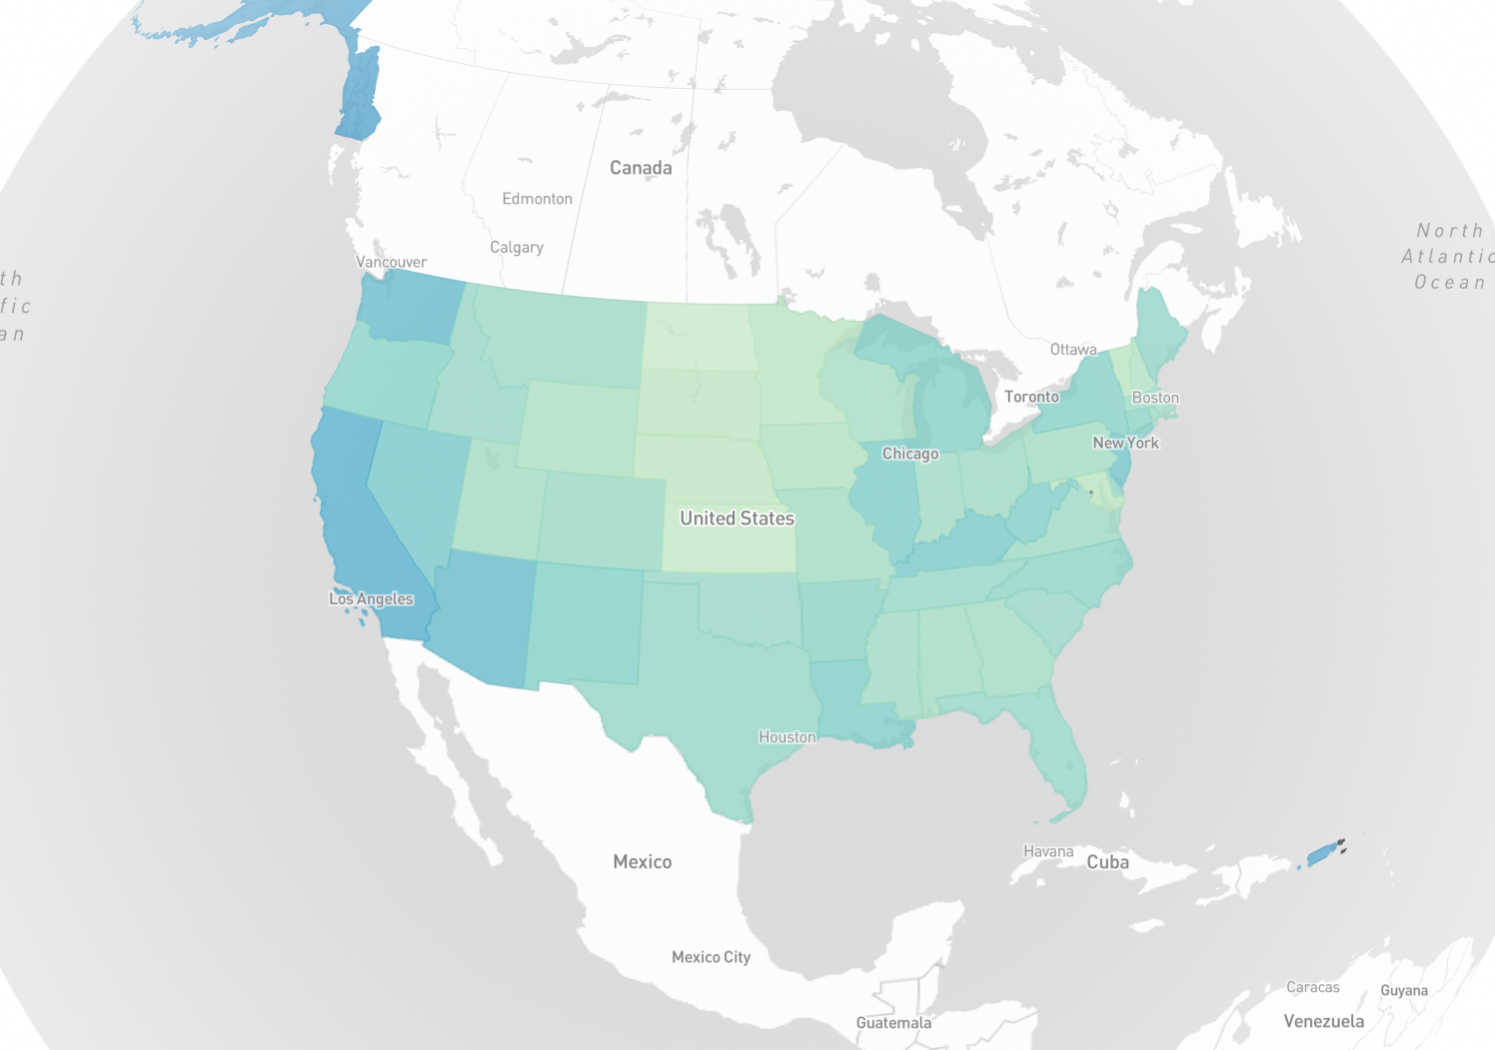 Canada
Edmonton
Calgary
Vancouver
North
Atlantic
Ocean
th
fic
an
Ottawa
Toronto
Boston
New York
Chicago
United States
Los Angeles
Houston
Mexico
Havana
Cuba
Mexico City
Caracas
Guyana
Venezuela
Guatemala